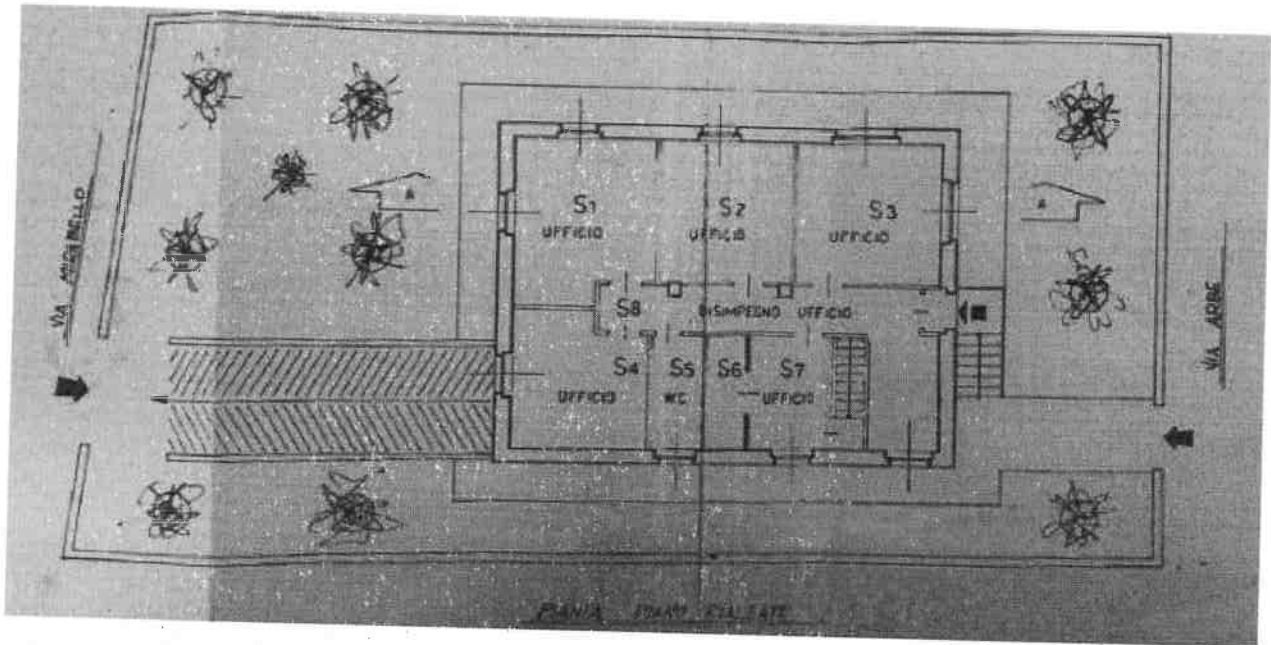 S1
UFFICIO
S2
UFFICIO
S3
UFFICIO
A
A
VIA
VIA ARBE
S8
DISIMPEGNO UFFICIO
S4
UFFICIO
S5
WC
S6
S7
UFFICIO
PIANTA PIANO